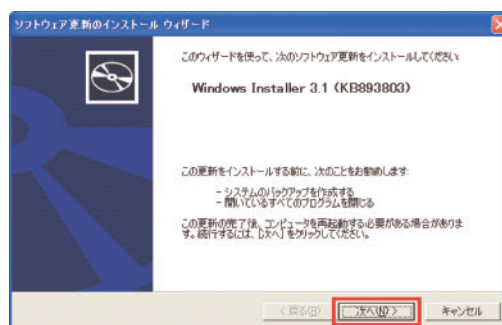 ソフトウェア更新のインストール ウィザード
このウィザードを使って、次のソフトウェア更新をインストールしてください:
Windows Installer 3.1 (KB893803)
この更新をインストールする前に、次のことをお勧めします:
- システムのバックアップを作成する
- 開いているすべてのプログラムを閉じる
この更新の完了後、コンピュータを再起動する必要がある場合がありま
す。続行するには、[次へ] をクリックしてください。
< 戻る(B)
次へ(N) >
キャンセル